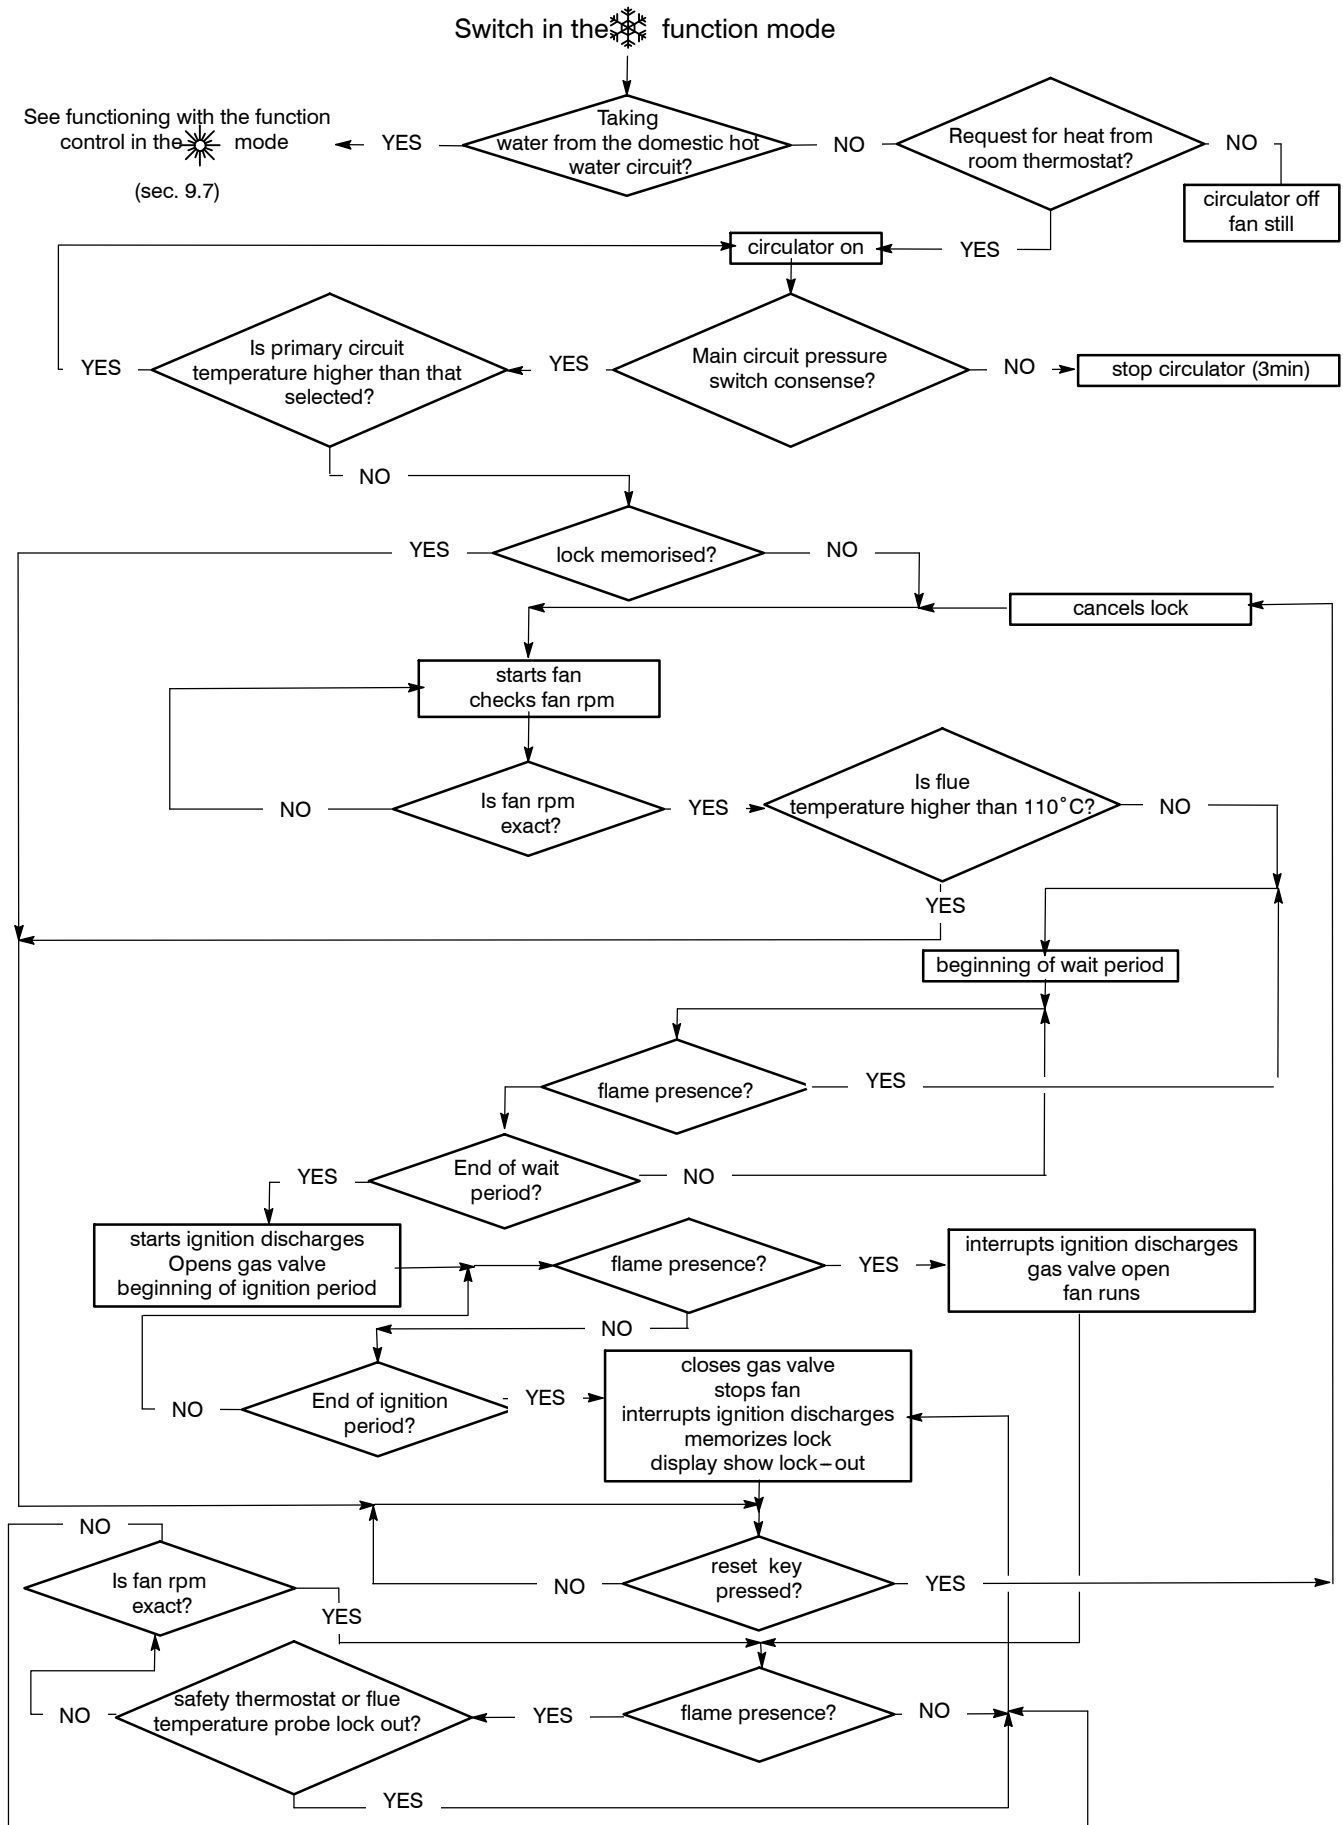 Switch in the function mode
Taking
water from the domestic hot
water circuit?
YES
See functioning with the function
control in the mode
(sec. 9.7)
NO
Request for heat from
room thermostat?
NO
circulator off
fan still
YES
circulator on
Main circuit pressure
switch consense?
NO
stop circulator (3min)
YES
Is primary circuit
temperature higher than that
selected?
YES
NO
lock memorised?
YES
NO
cancels lock
starts fan
checks fan rpm
Is fan rpm
exact?
NO
YES
Is flue
temperature higher than 110°C?
NO
YES
beginning of wait period
flame presence?
YES
End of wait
period?
YES
NO
starts ignition discharges
Opens gas valve
beginning of ignition period
flame presence?
YES
interrupts ignition discharges
gas valve open
fan runs
NO
End of ignition
period?
NO
YES
closes gas valve
stops fan
interrupts ignition discharges
memorizes lock
display show lock–out
reset key
pressed?
NO
YES
NO
Is fan rpm
exact?
YES
flame presence?
NO
YES
safety thermostat or flue
temperature probe lock out?
NO
YES